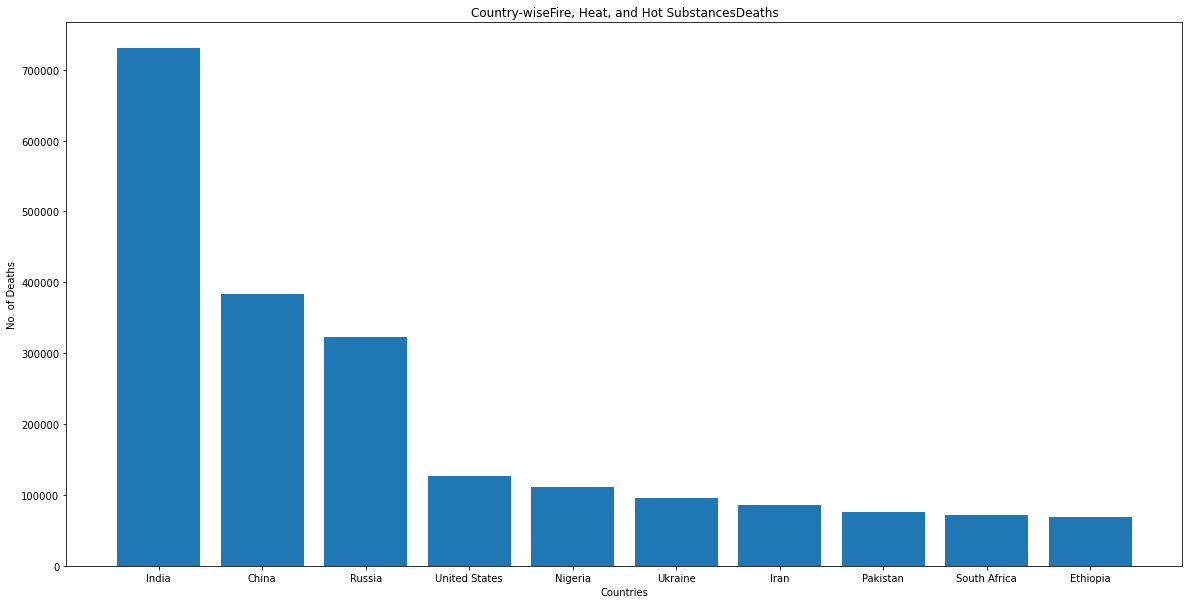 Country-wiseFire, Heat, and Hot SubstancesDeaths
No. of Deaths
700000
600000
500000
400000
300000
200000
100000
0
India China Russia United States Nigeria Ukraine Iran Pakistan South Africa Ethiopia
Countries